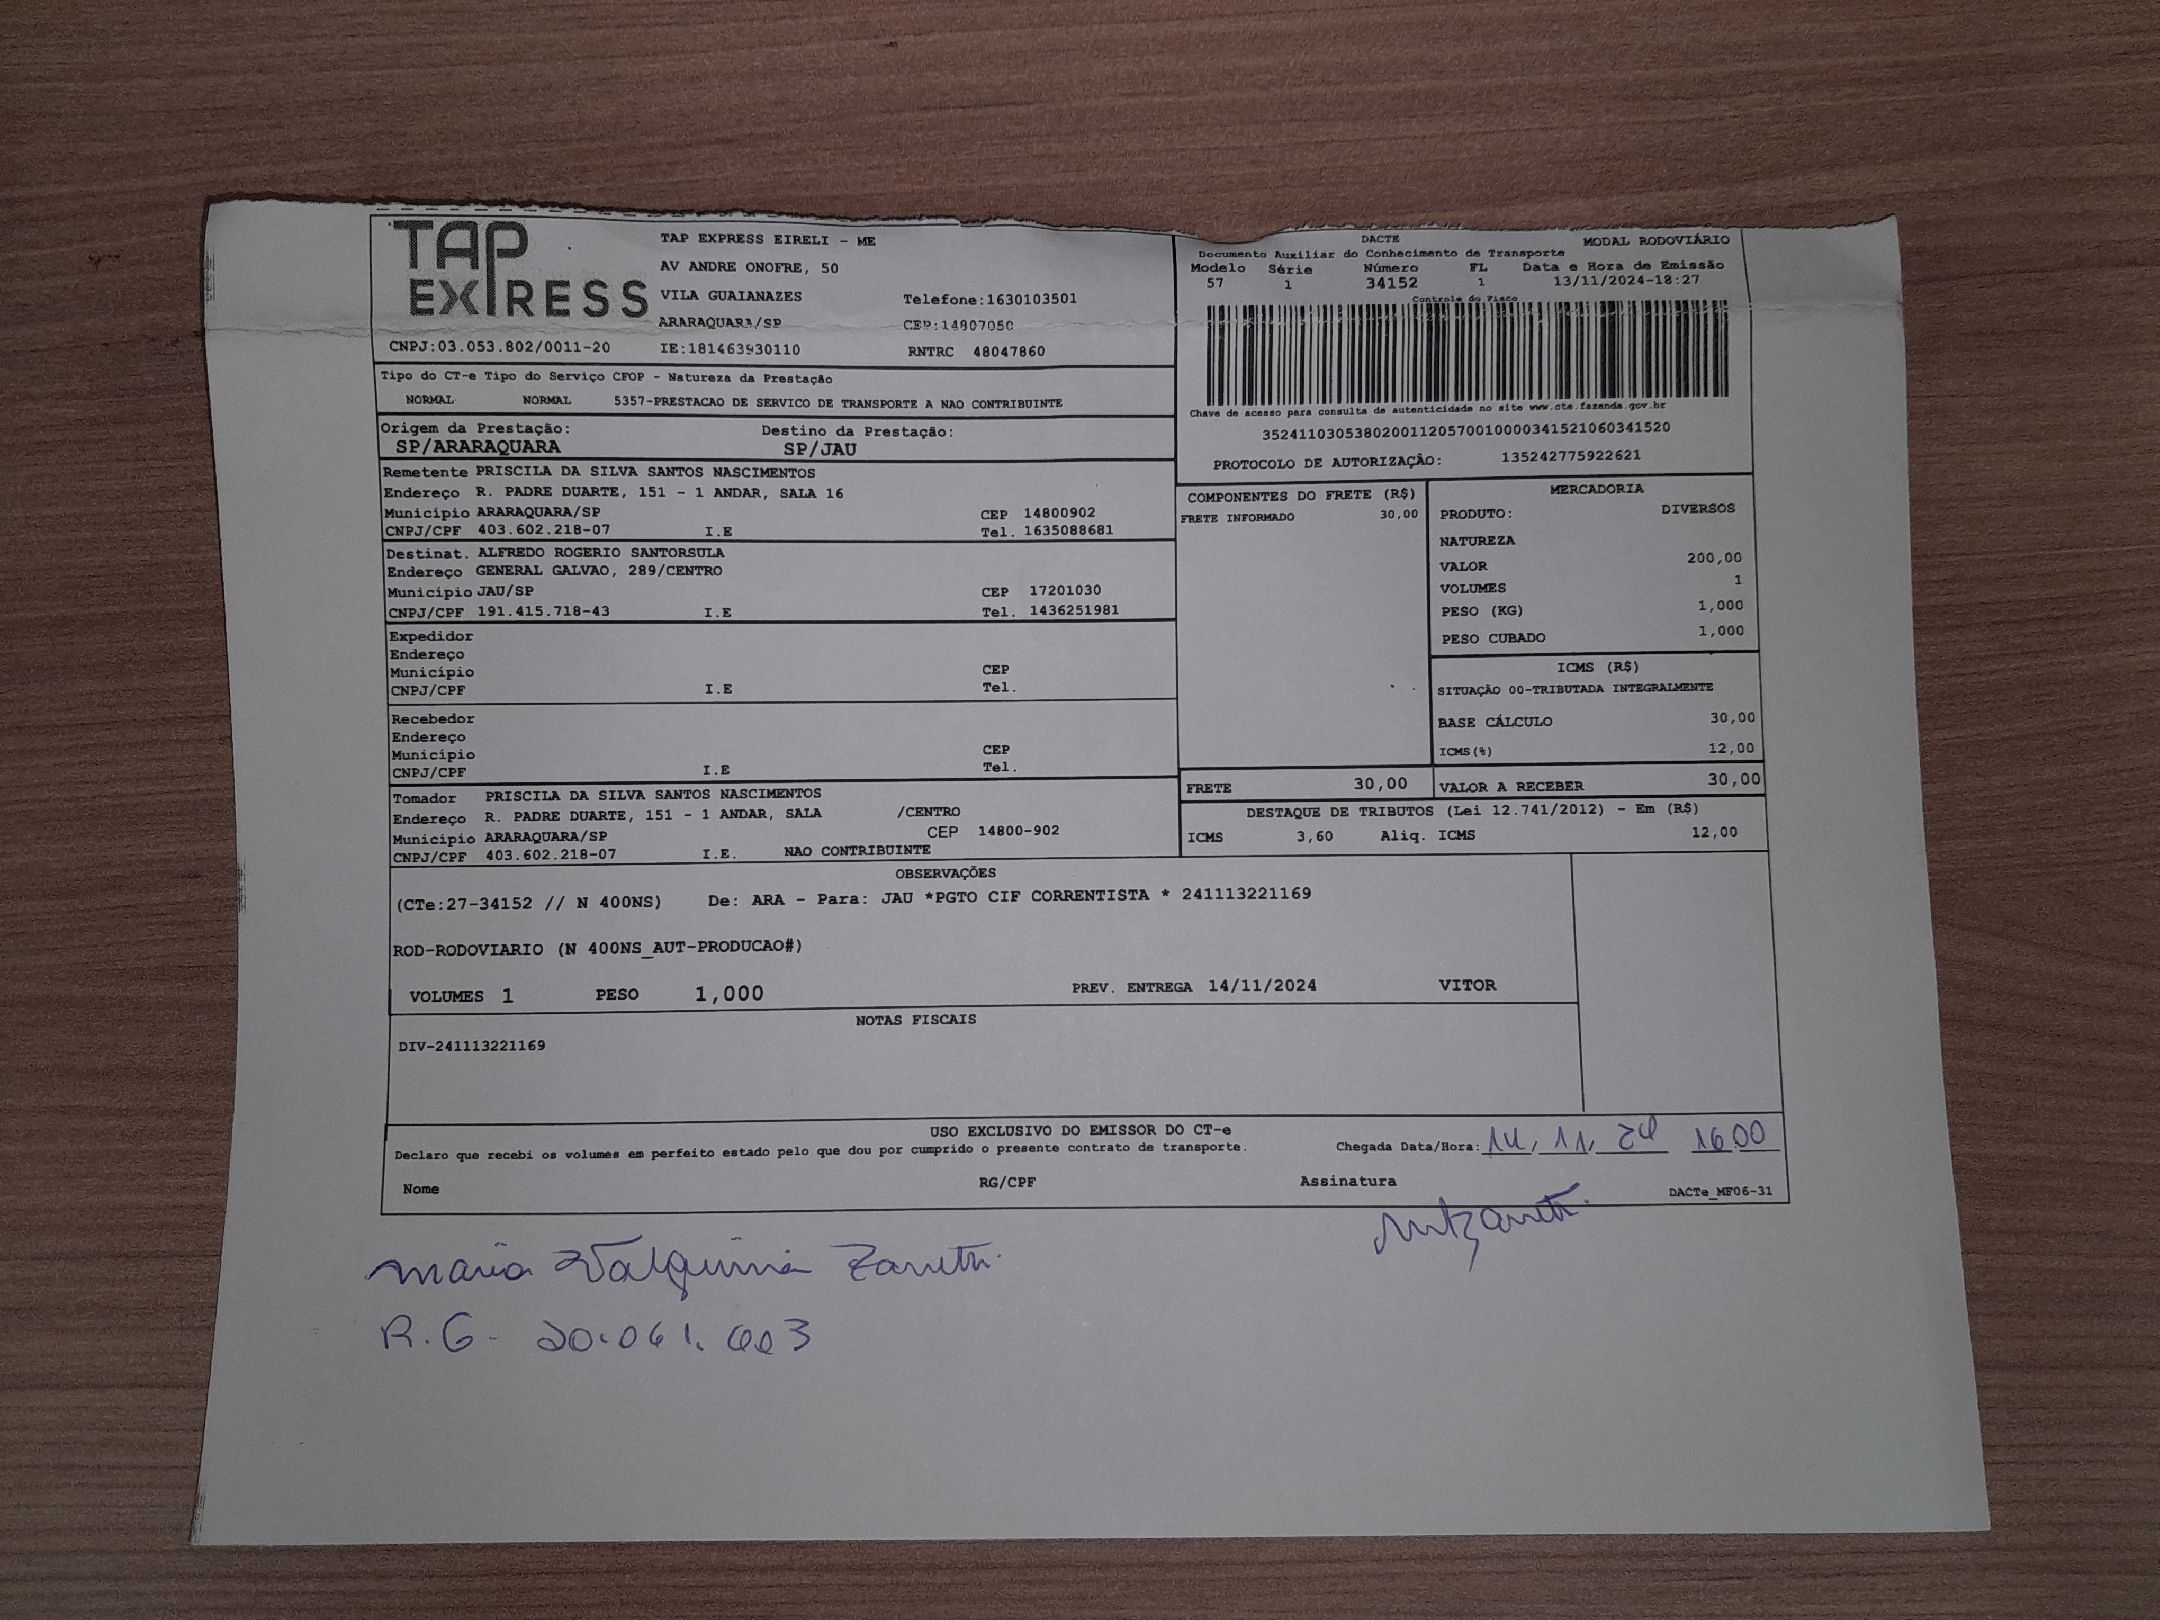 TAP EXPRESS
TAP EXPRESS EIRELI - ME
AV ANDRE ONOFRE, 50
VILA GUAIANAZES Telefone:1630103501
ARARAQUARA/SP CEP:14807050
CNPJ:03.053.802/0011-20 IE:181463930110 RNTRC 48047860
DACTE MODAL RODOVIÁRIO
Documento Auxiliar do Conhecimento de Transporte
Modelo Série Número FL Data e Hora de Emissão
57 1 34152 1 13/11/2024-18:27
Controle do Fisco
Chave de acesso para consulta de autenticidade no site www.cte.fazenda.gov.br
35241103053802001120570010000341521060341520
PROTOCOLO DE AUTORIZAÇÃO: 135242775922621
Tipo do CT-e Tipo do Serviço CFOP - Natureza da Prestação
NORMAL NORMAL 5357-PRESTACAO DE SERVICO DE TRANSPORTE A NAO CONTRIBUINTE
Origem da Prestação: Destino da Prestação:
SP/ARARAQUARA SP/JAU
Remetente PRISCILA DA SILVA SANTOS NASCIMENTOS
Endereço R. PADRE DUARTE, 151 - 1 ANDAR, SALA 16
Município ARARAQUARA/SP CEP 14800902
CNPJ/CPF 403.602.218-07 I.E Tel. 1635088681
Destinat. ALFREDO ROGERIO SANTORSULA
Endereço GENERAL GALVAO, 289/CENTRO
Município JAU/SP CEP 17201030
CNPJ/CPF 191.415.718-43 I.E Tel. 1436251981
Expedidor
Endereço
Município CEP
CNPJ/CPF I.E Tel.
Recebedor
Endereço
Município CEP
CNPJ/CPF I.E Tel.
Tomador PRISCILA DA SILVA SANTOS NASCIMENTOS
Endereço R. PADRE DUARTE, 151 - 1 ANDAR, SALA /CENTRO
Município ARARAQUARA/SP CEP 14800-902
CNPJ/CPF 403.602.218-07 I.E. NAO CONTRIBUINTE
COMPONENTES DO FRETE (R$)
FRETE INFORMADO 30,00
MERCADORIA
PRODUTO: DIVERSOS
NATUREZA
VALOR 200,00
VOLUMES 1
PESO (KG) 1,000
PESO CUBADO 1,000
ICMS (R$)
SITUAÇÃO 00-TRIBUTADA INTEGRALMENTE
BASE CÁLCULO 30,00
ICMS(%) 12,00
FRETE 30,00 VALOR A RECEBER 30,00
DESTAQUE DE TRIBUTOS (Lei 12.741/2012) - Em (R$)
ICMS 3,60 Aliq. ICMS 12,00
OBSERVAÇÕES
(CTe:27-34152 // N 400NS) De: ARA - Para: JAU *PGTO CIF CORRENTISTA * 241113221169
ROD-RODOVIARIO (N 400NS_AUT-PRODUCAO#)
VOLUMES 1 PESO 1,000 PREV. ENTREGA 14/11/2024 VITOR
NOTAS FISCAIS
DIV-241113221169
USO EXCLUSIVO DO EMISSOR DO CT-e
Declaro que recebi os volumes em perfeito estado pelo que dou por cumprido o presente contrato de transporte. Chegada Data/Hora: 14, 11, 24 1600
Nome RG/CPF Assinatura DACTe_MF06-31
Maria Valquiria Zanetti
R.G- 20.061.